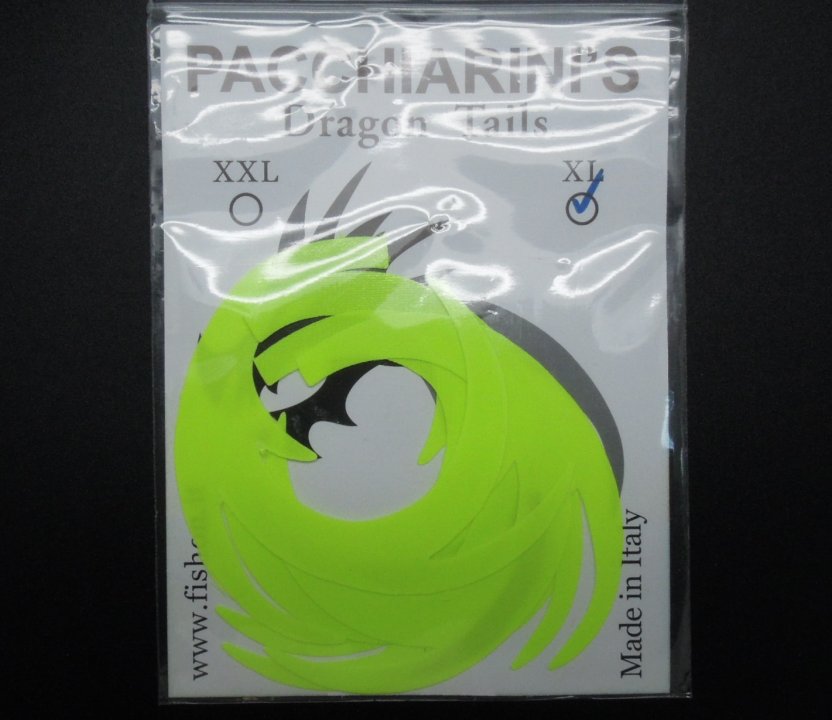 PACCHIARINI'S
Dragon Tails
XXL
XL
Made in Italy